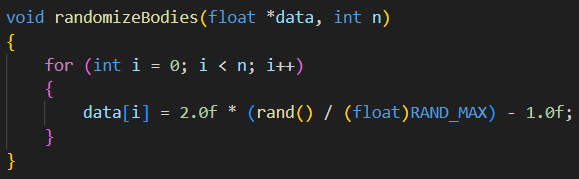 void randomizeBodies(float *data, int n)
{
    for (int i = 0; i < n; i++)
    {
        data[i] = 2.0f * (rand() / (float)RAND_MAX) - 1.0f;
    }
}